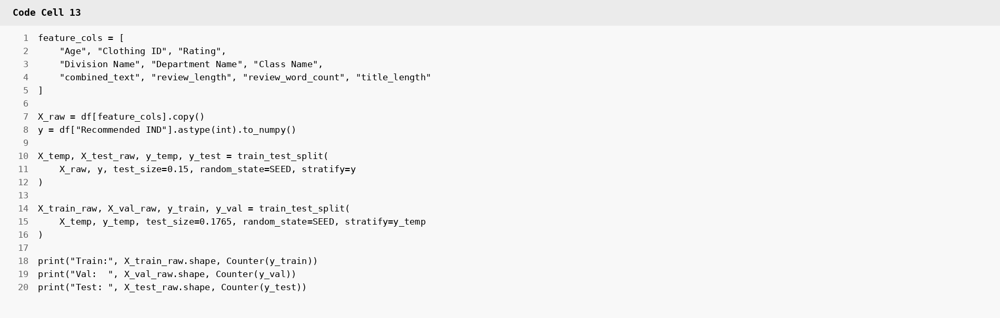 Code Cell 13
1 feature_cols = [
2     "Age", "Clothing ID", "Rating",
3     "Division Name", "Department Name", "Class Name",
4     "combined_text", "review_length", "review_word_count", "title_length"
5 ]
6
7 X_raw = df[feature_cols].copy()
8 y = df["Recommended IND"].astype(int).to_numpy()
9
10 X_temp, X_test_raw, y_temp, y_test = train_test_split(
11     X_raw, y, test_size=0.15, random_state=SEED, stratify=y
12 )
13
14 X_train_raw, X_val_raw, y_train, y_val = train_test_split(
15     X_temp, y_temp, test_size=0.1765, random_state=SEED, stratify=y_temp
16 )
17
18 print("Train:", X_train_raw.shape, Counter(y_train))
19 print("Val:  ", X_val_raw.shape, Counter(y_val))
20 print("Test: ", X_test_raw.shape, Counter(y_test))